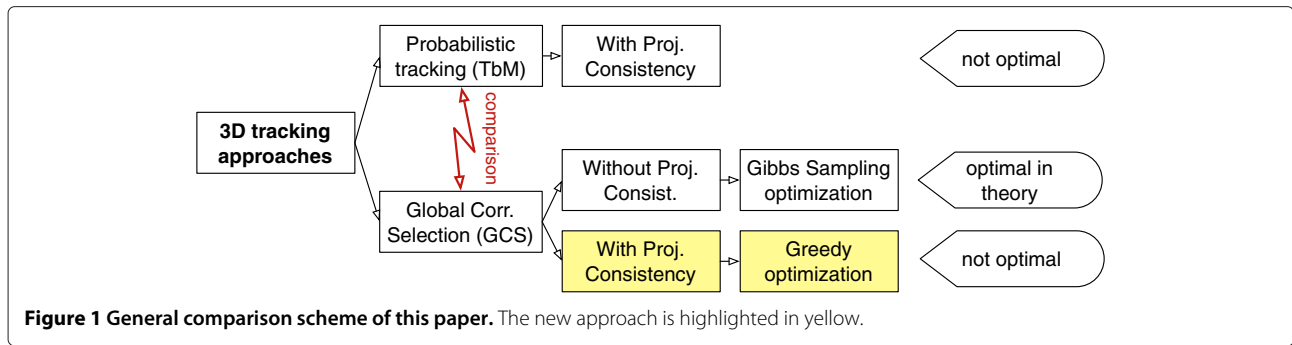 Probabilistic
tracking (TbM)
With Proj.
Consistency
not optimal
3D tracking
approaches
comparison
Without Proj.
Consist.
Gibbs Sampling
optimization
optimal in
theory
Global Corr.
Selection (GCS)
With Proj.
Consistency
Greedy
optimization
not optimal
Figure 1 General comparison scheme of this paper. The new approach is highlighted in yellow.